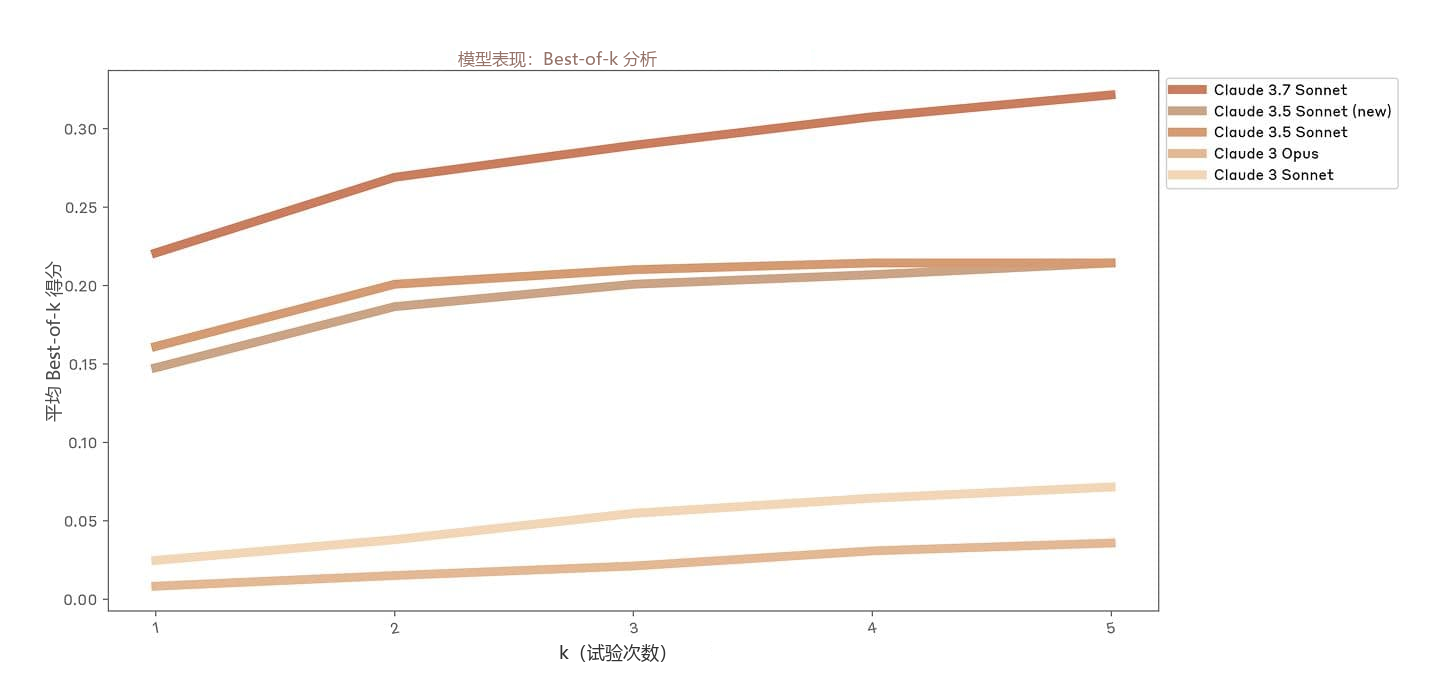 模型表现：Best-of-k 分析
Claude 3.7 Sonnet
Claude 3.5 Sonnet (new)
Claude 3.5 Sonnet
Claude 3 Opus
Claude 3 Sonnet
平均 Best-of-k 得分
0.30
0.25
0.20
0.15
0.10
0.05
0.00
1 2 3 4 5
k（试验次数）